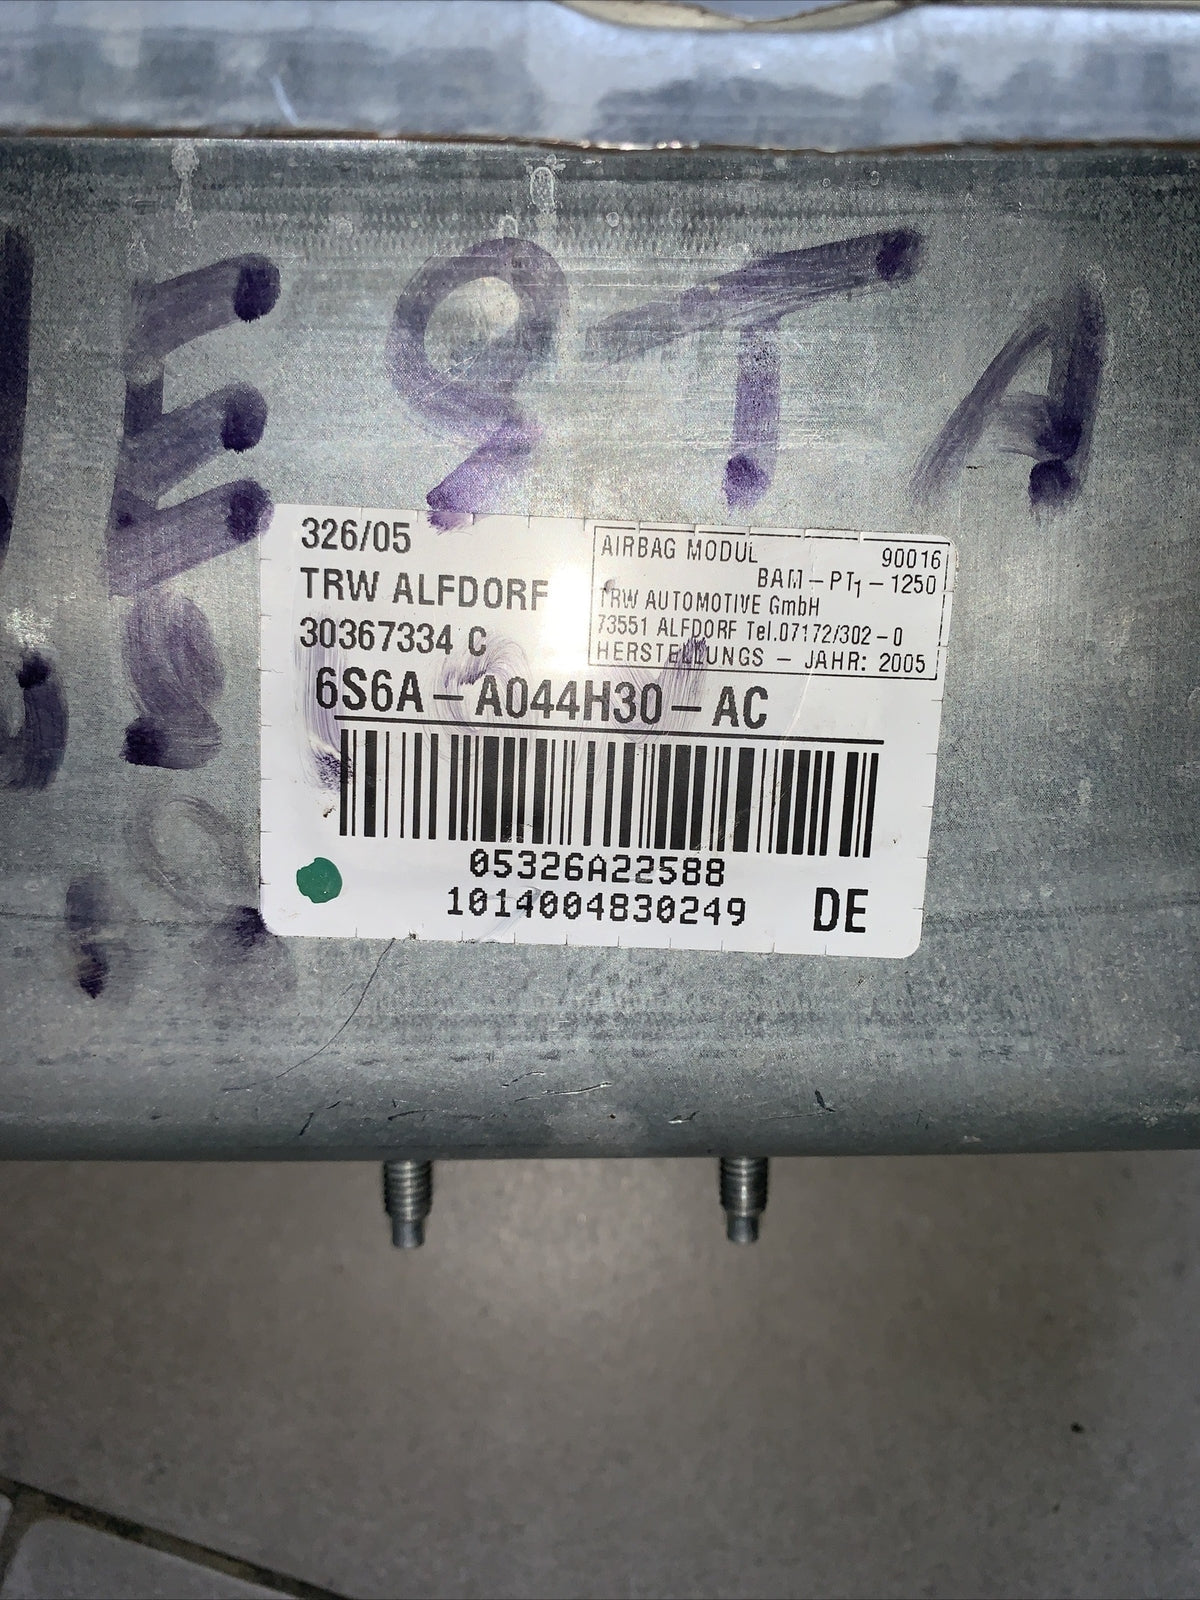 326/05
TRW ALFDORF
30367334 C
AIRBAG MODUL 90016
BAM-PT1-1250
TRW AUTOMOTIVE GmbH
73551 ALFDORF Tel.07172/302-0
HERSTELLUNGS - JAHR: 2005
6S6A-A044H30-AC
05326A22588
1014004830249
DE